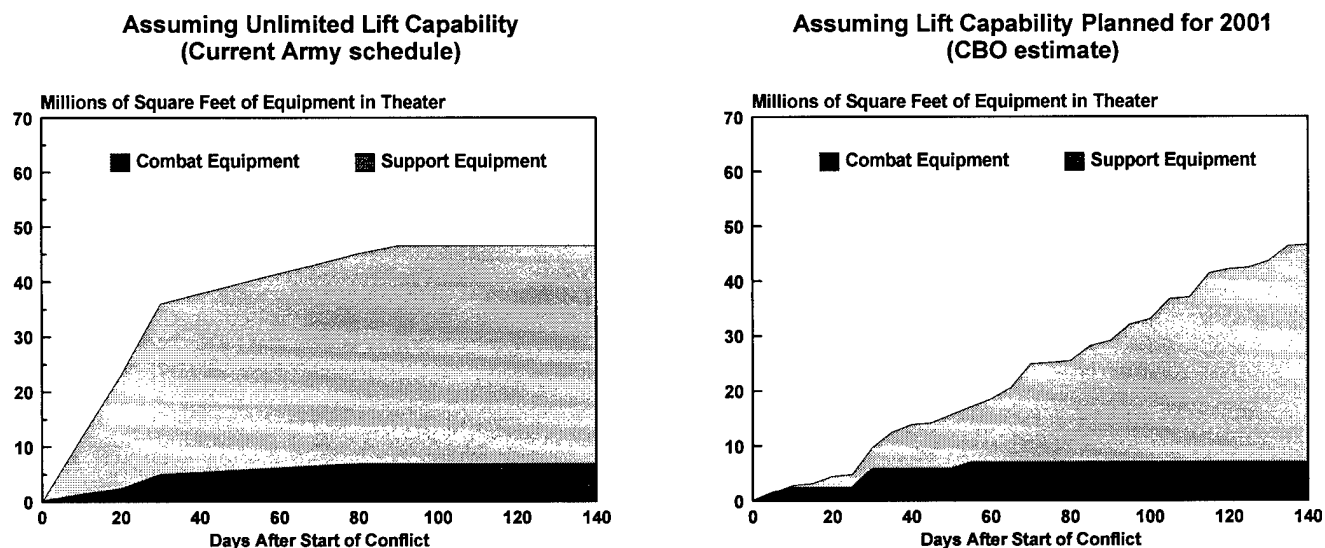 Assuming Unlimited Lift Capability
(Current Army schedule)
Millions of Square Feet of Equipment in Theater
70
Combat Equipment
Support Equipment
60
50
40
30
20
10
0
0 20 40 60 80 100 120 140
Days After Start of Conflict
Assuming Lift Capability Planned for 2001
(CBO estimate)
Millions of Square Feet of Equipment in Theater
70
Combat Equipment
Support Equipment
60
50
40
30
20
10
0
0 20 40 60 80 100 120 140
Days After Start of Conflict